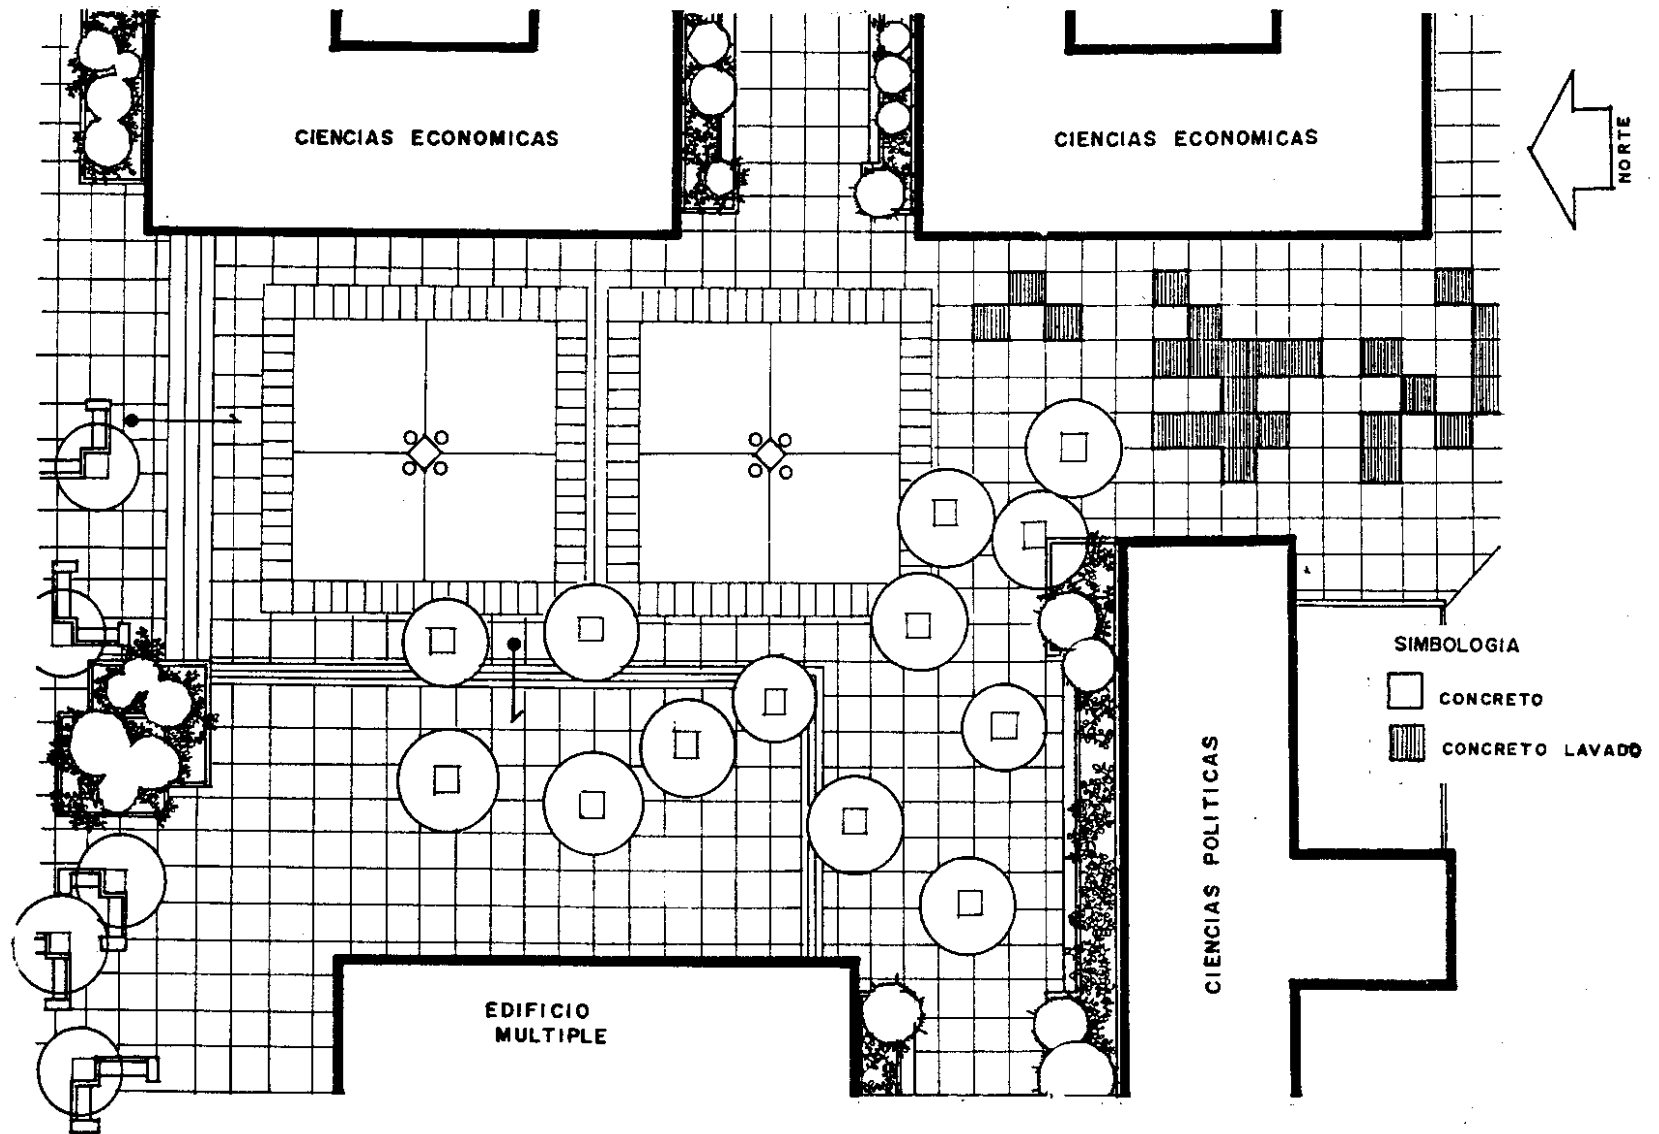 CIENCIAS ECONOMICAS
CIENCIAS ECONOMICAS
NORTE
SIMBOLOGIA
CONCRETO
CONCRETO LAVADO
CIENCIAS POLITICAS
EDIFICIO
MULTIPLE